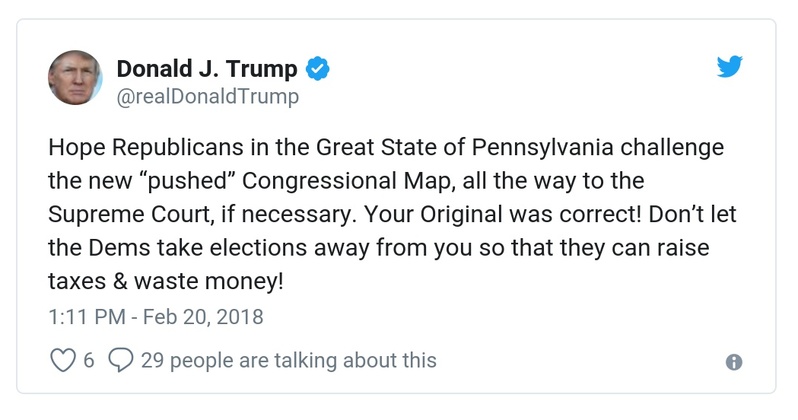 Donald J. Trump
@realDonaldTrump
Hope Republicans in the Great State of Pennsylvania challenge
the new “pushed” Congressional Map, all the way to the
Supreme Court, if necessary. Your Original was correct! Don’t let
the Dems take elections away from you so that they can raise
taxes & waste money!
1:11 PM - Feb 20, 2018
6 29 people are talking about this